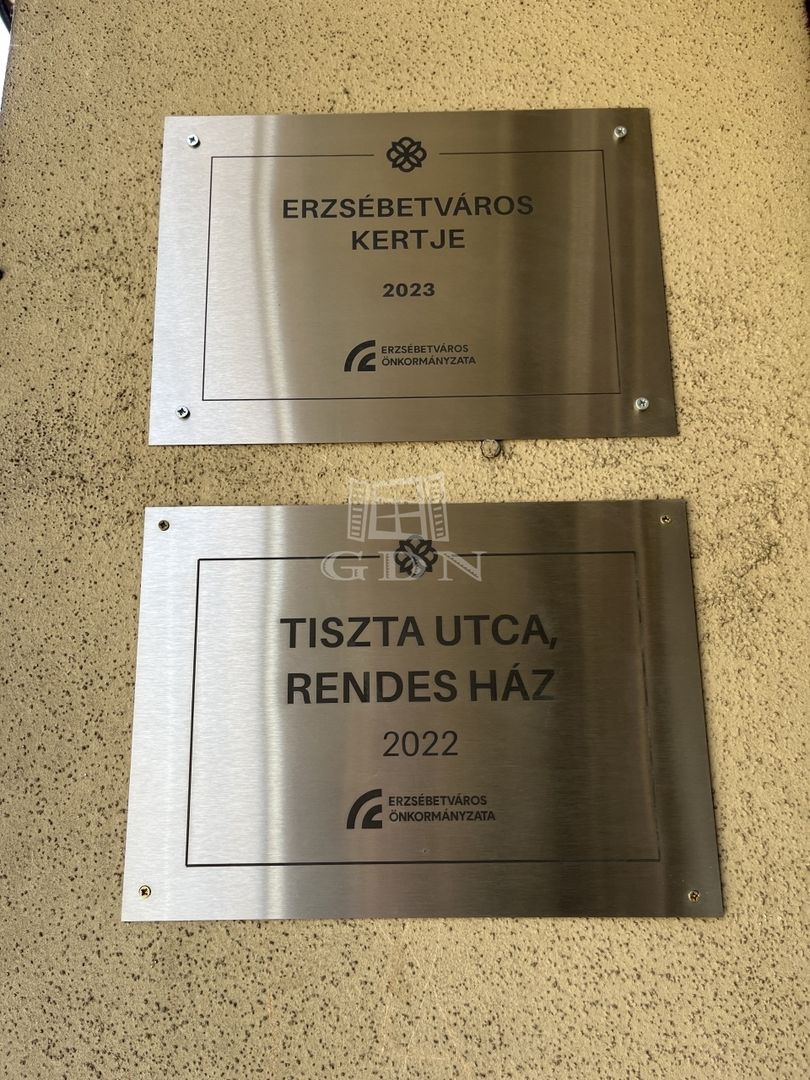 ERZSÉBETVÁROS
KERTJE
2023
ERZSÉBETVÁROS
ÖNKORMÁNYZATA
GDN
TISZTA UTCA,
RENDES HÁZ
2022
ERZSÉBETVÁROS
ÖNKORMÁNYZATA